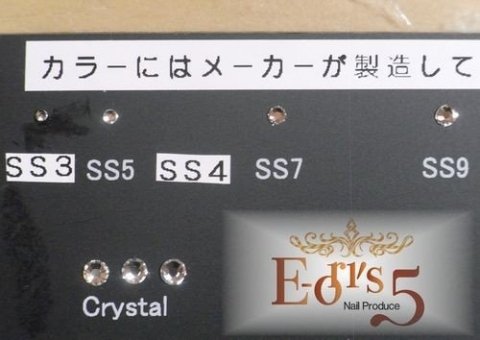 カラーにはメーカーが製造して
SS3 SS5 SS4 SS7 SS9
Crystal
E-ori's 5
Nail Produce